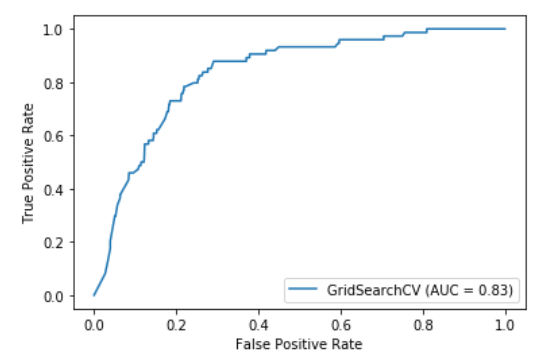 1.0
0.8
0.6
0.4
0.2
0.0
True Positive Rate
GridSearchCV (AUC = 0.83)
0.0 0.2 0.4 0.6 0.8 1.0
False Positive Rate